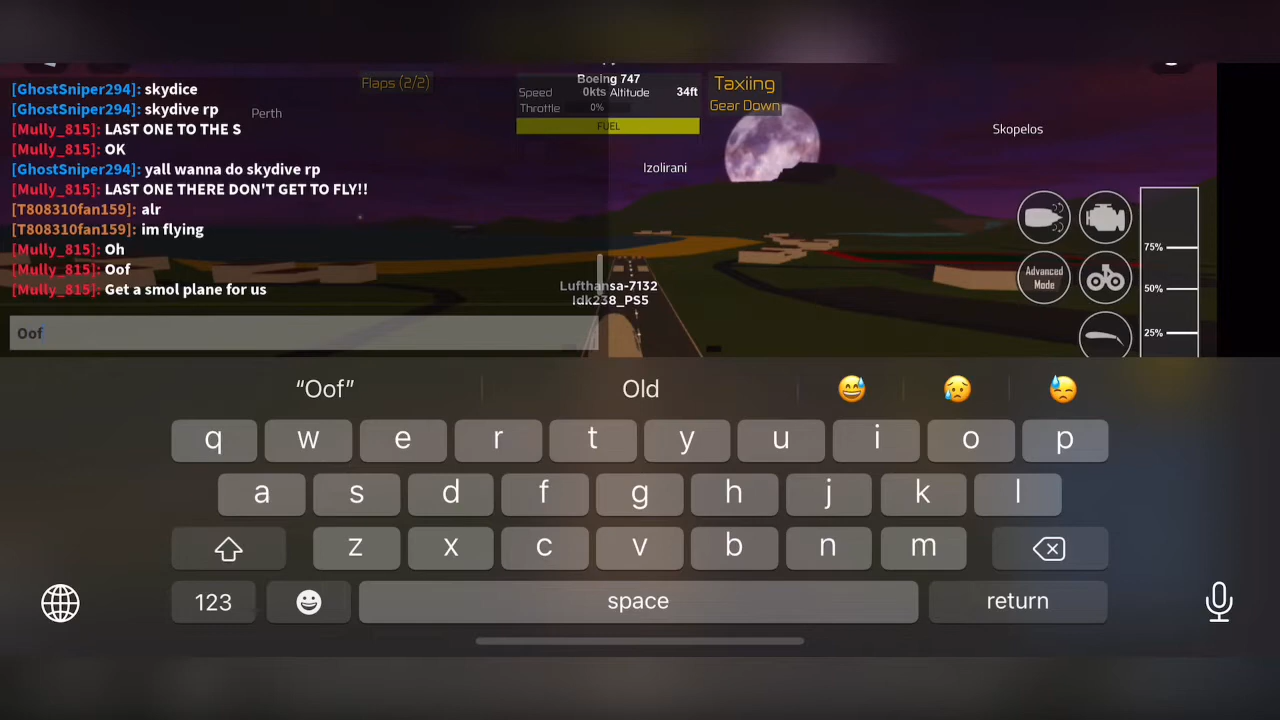 Boeing 747
Flaps (2/2)
Speed 0kts Altitude 34ft
Throttle 0%
FUEL
Taxiing
Gear Down
[GhostSniper294]: skydice
[GhostSniper294]: skydive rp
Perth
[Mully_815]: LAST ONE TO THE S
[Mully_815]: OK
[GhostSniper294]: yall wanna do skydive rp
[Mully_815]: LAST ONE THERE DON'T GET TO FLY!!
[T808310fan159]: alr
[T808310fan159]: im flying
[Mully_815]: Oh
[Mully_815]: Oof
[Mully_815]: Get a smol plane for us
Oof
Izolirani
Skopelos
Lufthansa-7132
Idk238_PS5
Advanced
Mode
75%
50%
25%
“Oof” Old
q w e r t y u i o p
a s d f g h j k l
z x c v b n m
123 space return